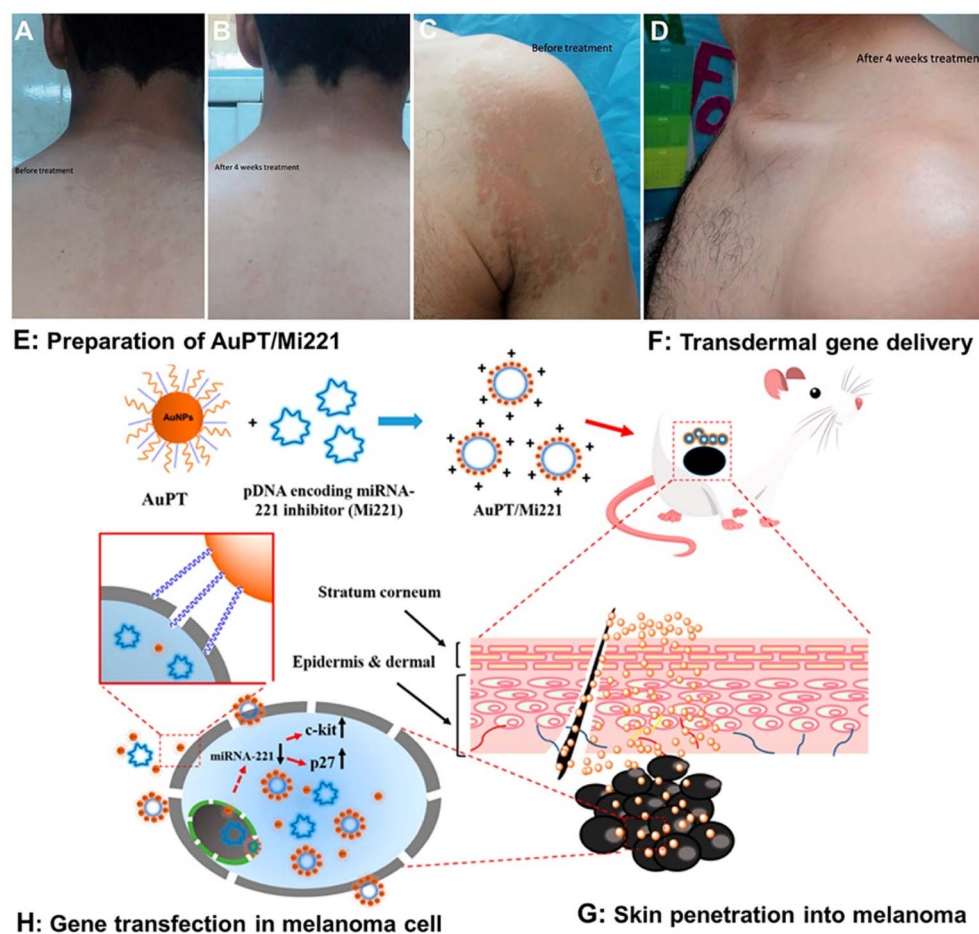 A
B
C
D
Before treatment
After 4 weeks treatment
Before treatment
After 4 weeks treatment
E: Preparation of AuPT/Mi221
F: Transdermal gene delivery
AuNPs
+
AuPT
pDNA encoding miRNA-
221 inhibitor (Mi221)
AuPT/Mi221
Stratum corneum
Epidermis & dermal
c-kit
miRNA-221
p27
H: Gene transfection in melanoma cell
G: Skin penetration into melanoma